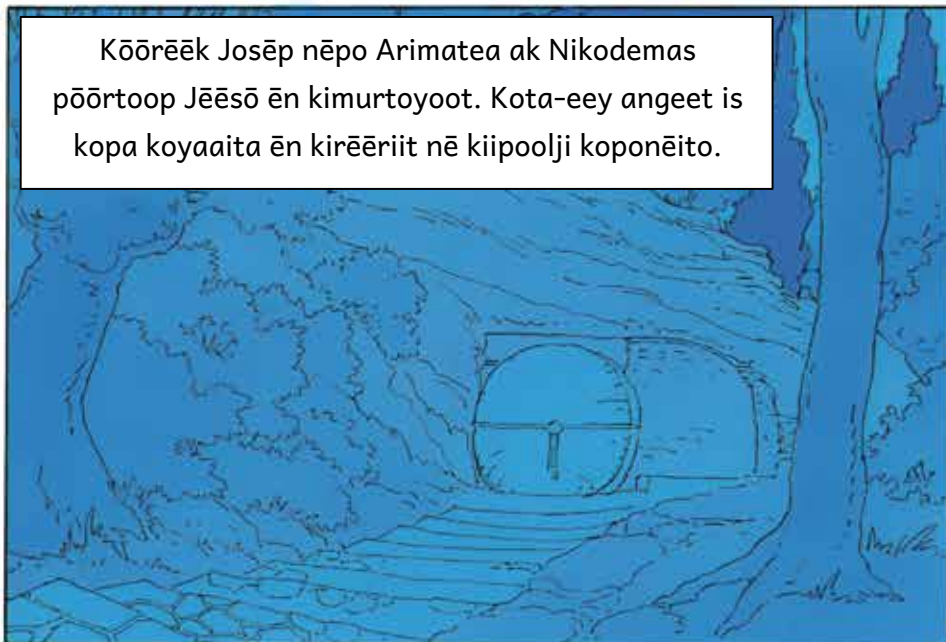 Kōōrēēk Josēp nēpo Arimatea ak Nikodemas
pōōrtoop Jēēsō ēn kimurtoyoot. Kota-eey angeet is
kopa koyaaita ēn kirēēriit nē kiipoolji koponēito.